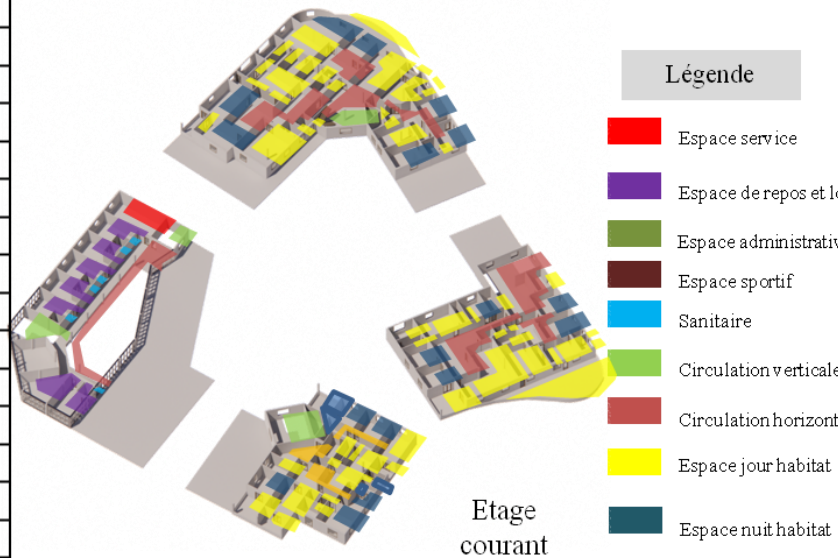 Légende
Espace service
Espace de repos et lo
Espace administrativ
Espace sportif
Sanitaire
Circulation verticale
Circulation horizont
Espace jour habitat
Espace nuit habitat
Etage
courant